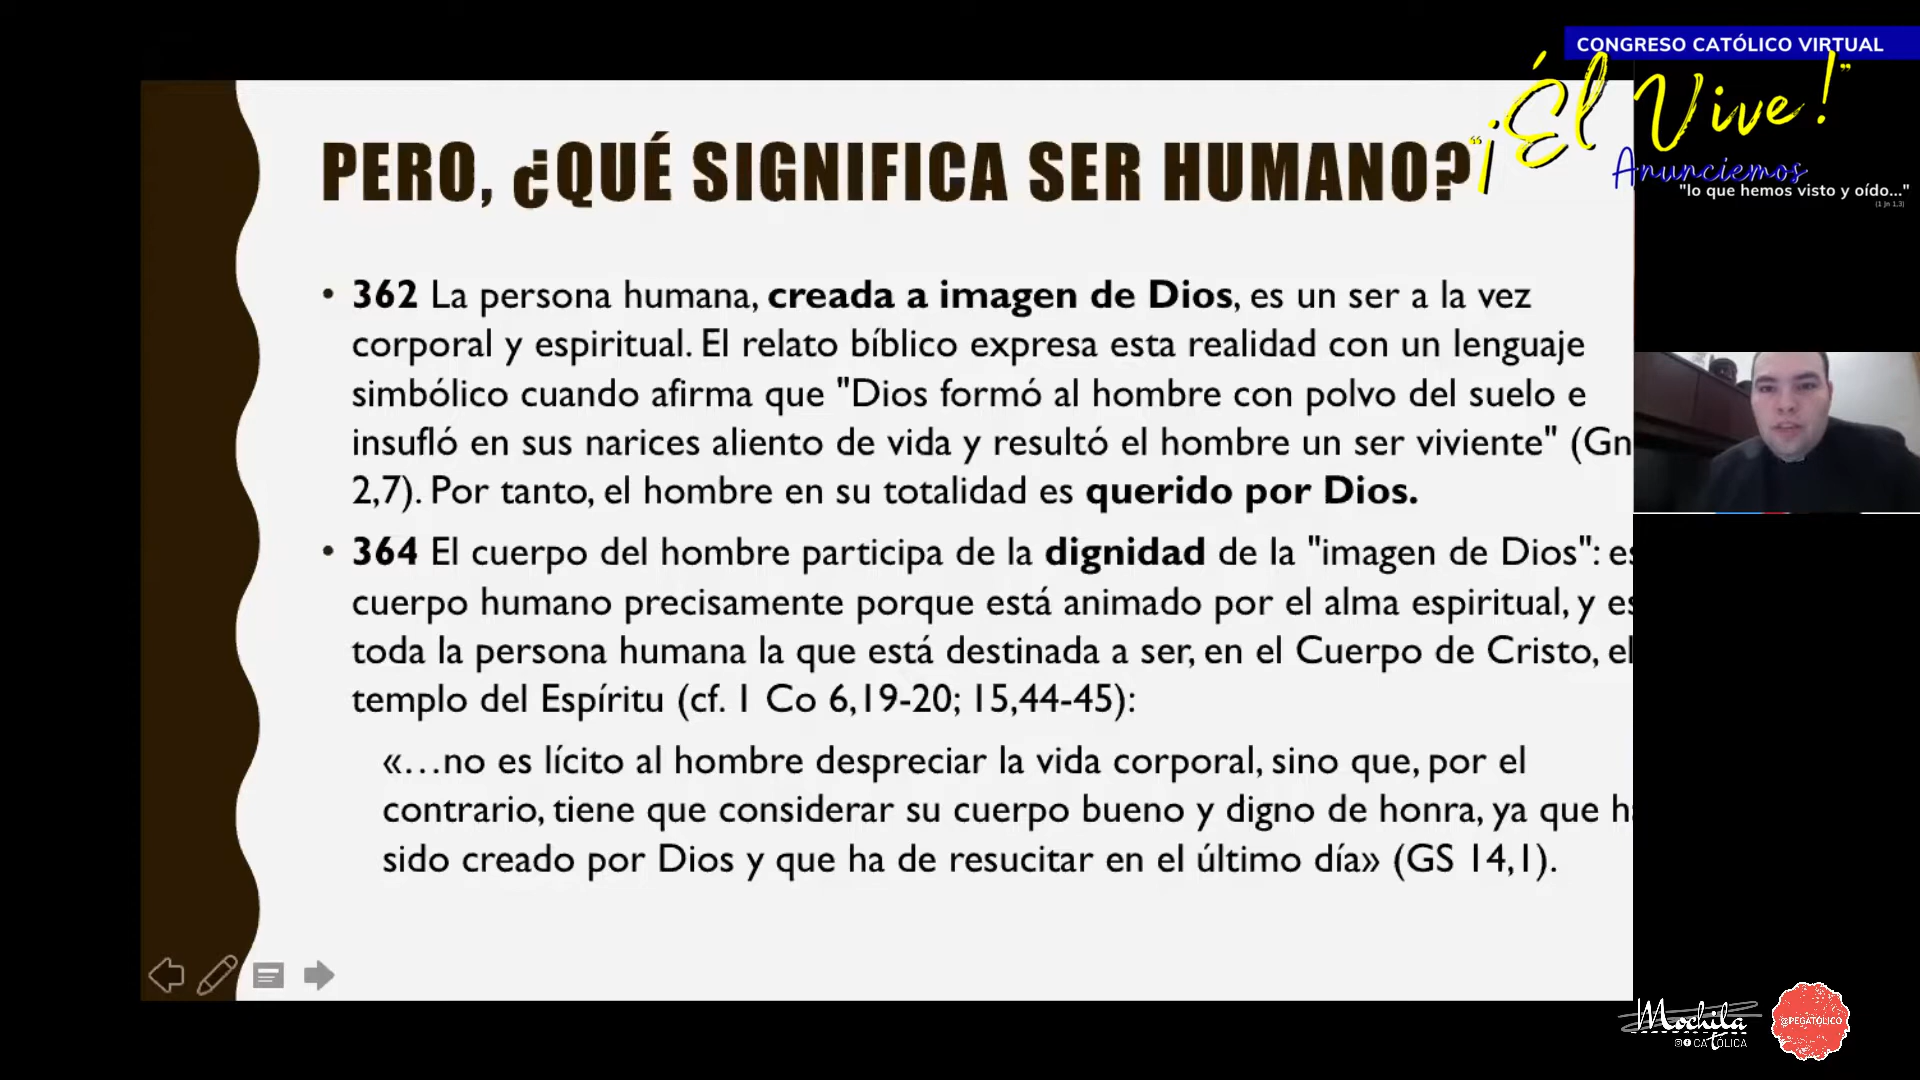 CONGRESO CATÓLICO VIRTUAL
"¡Él Vive!"
Anunciemos
"lo que hemos visto y oído..."
(1 Jn 1,3)
PERO, ¿QUÉ SIGNIFICA SER HUMANO?
• 362 La persona humana, creada a imagen de Dios, es un ser a la vez
corporal y espiritual. El relato bíblico expresa esta realidad con un lenguaje
simbólico cuando afirma que "Dios formó al hombre con polvo del suelo e
insufló en sus narices aliento de vida y resultó el hombre un ser viviente" (Gn
2,7). Por tanto, el hombre en su totalidad es querido por Dios.
• 364 El cuerpo del hombre participa de la dignidad de la "imagen de Dios": es
cuerpo humano precisamente porque está animado por el alma espiritual, y es
toda la persona humana la que está destinada a ser, en el Cuerpo de Cristo, el
templo del Espíritu (cf. 1 Co 6,19-20; 15,44-45):
«…no es lícito al hombre despreciar la vida corporal, sino que, por el
contrario, tiene que considerar su cuerpo bueno y digno de honra, ya que h
sido creado por Dios y que ha de resucitar en el último día» (GS 14,1).
Mochila
CATÓLICA
@PEGATÓLICO